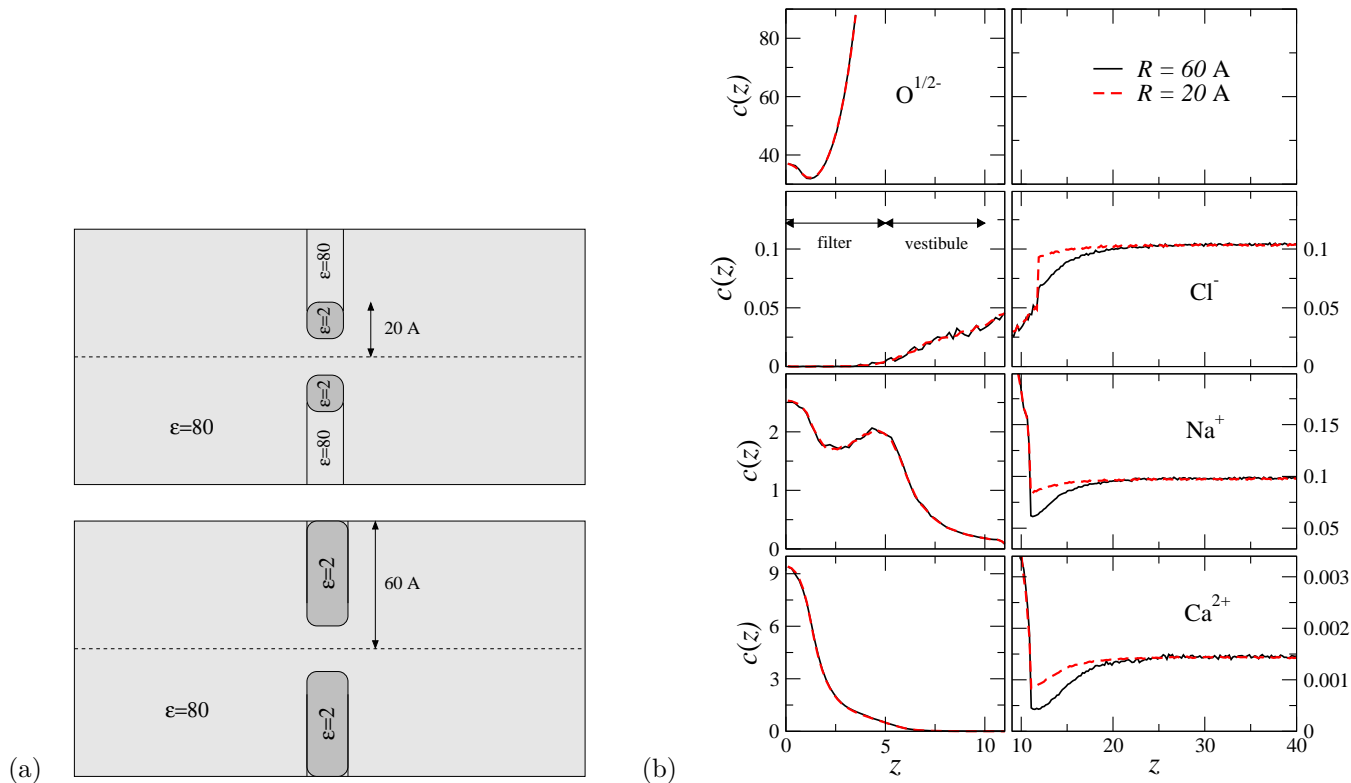 ε=80
ε=2
20 A
ε=2
ε=80
ε=80
ε=2
60 A
ε=80
ε=2
(a)
80
60
40
c(z)
O1/2-
R = 60 A
R = 20 A
0.1
0.05
0
c(z)
filter
vestibule
Cl-
0.1
0.05
0
2
1
0
c(z)
Na+
0.15
0.1
0.05
9
6
3
0
c(z)
Ca2+
0.003
0.002
0.001
0
0 5 10
10 20 30 40
z
z
(b)